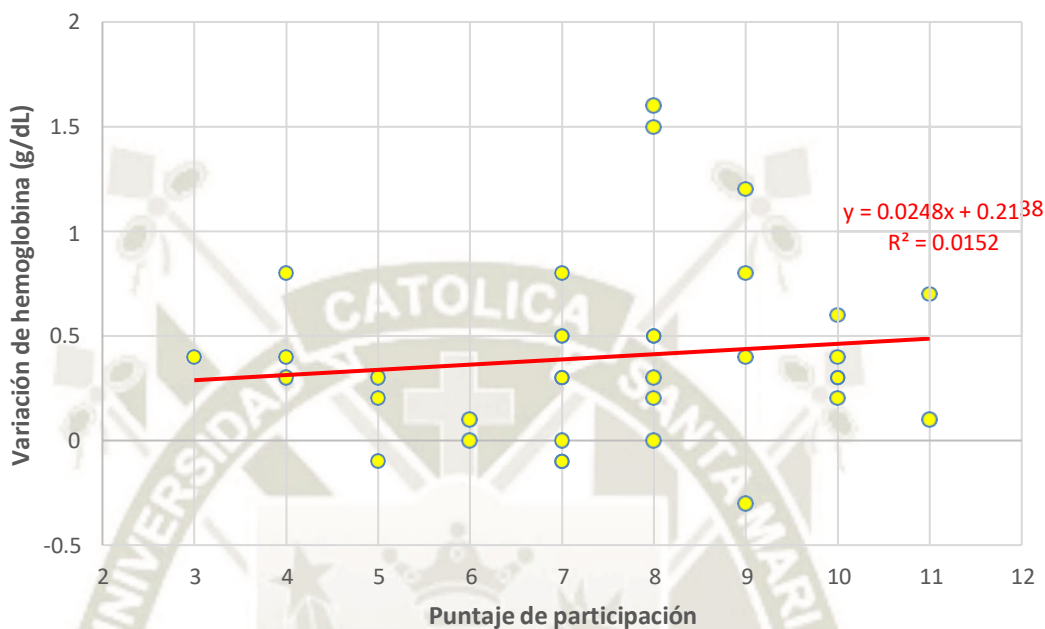 2
1.5
1
0.5
0
-0.5
Variación de hemoglobina (g/dL)
y = 0.0248x + 0.2138
R² = 0.0152
2 3 4 5 6 7 8 9 10 11 12
Puntaje de participación
UNIVERSIDAD CATOLICA SANTA MARI